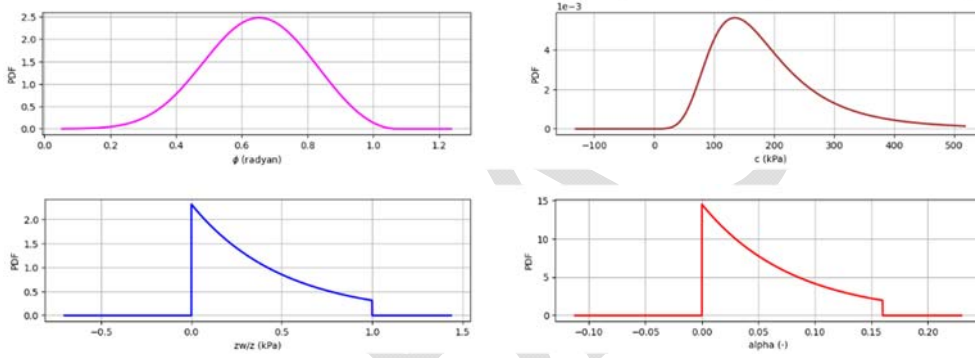 2.5
2.0
1.5
1.0
0.5
0.0
PDF
0.0 0.2 0.4 0.6 0.8 1.0 1.2
ϕ (radyan)
1e−3
4
2
0
PDF
−100 0 100 200 300 400 500
c (kPa)
2.0
1.5
1.0
0.5
0.0
PDF
−0.5 0.0 0.5 1.0 1.5
zw/z (kPa)
15
10
5
0
PDF
−0.10 −0.05 0.00 0.05 0.10 0.15 0.20
alpha (-)